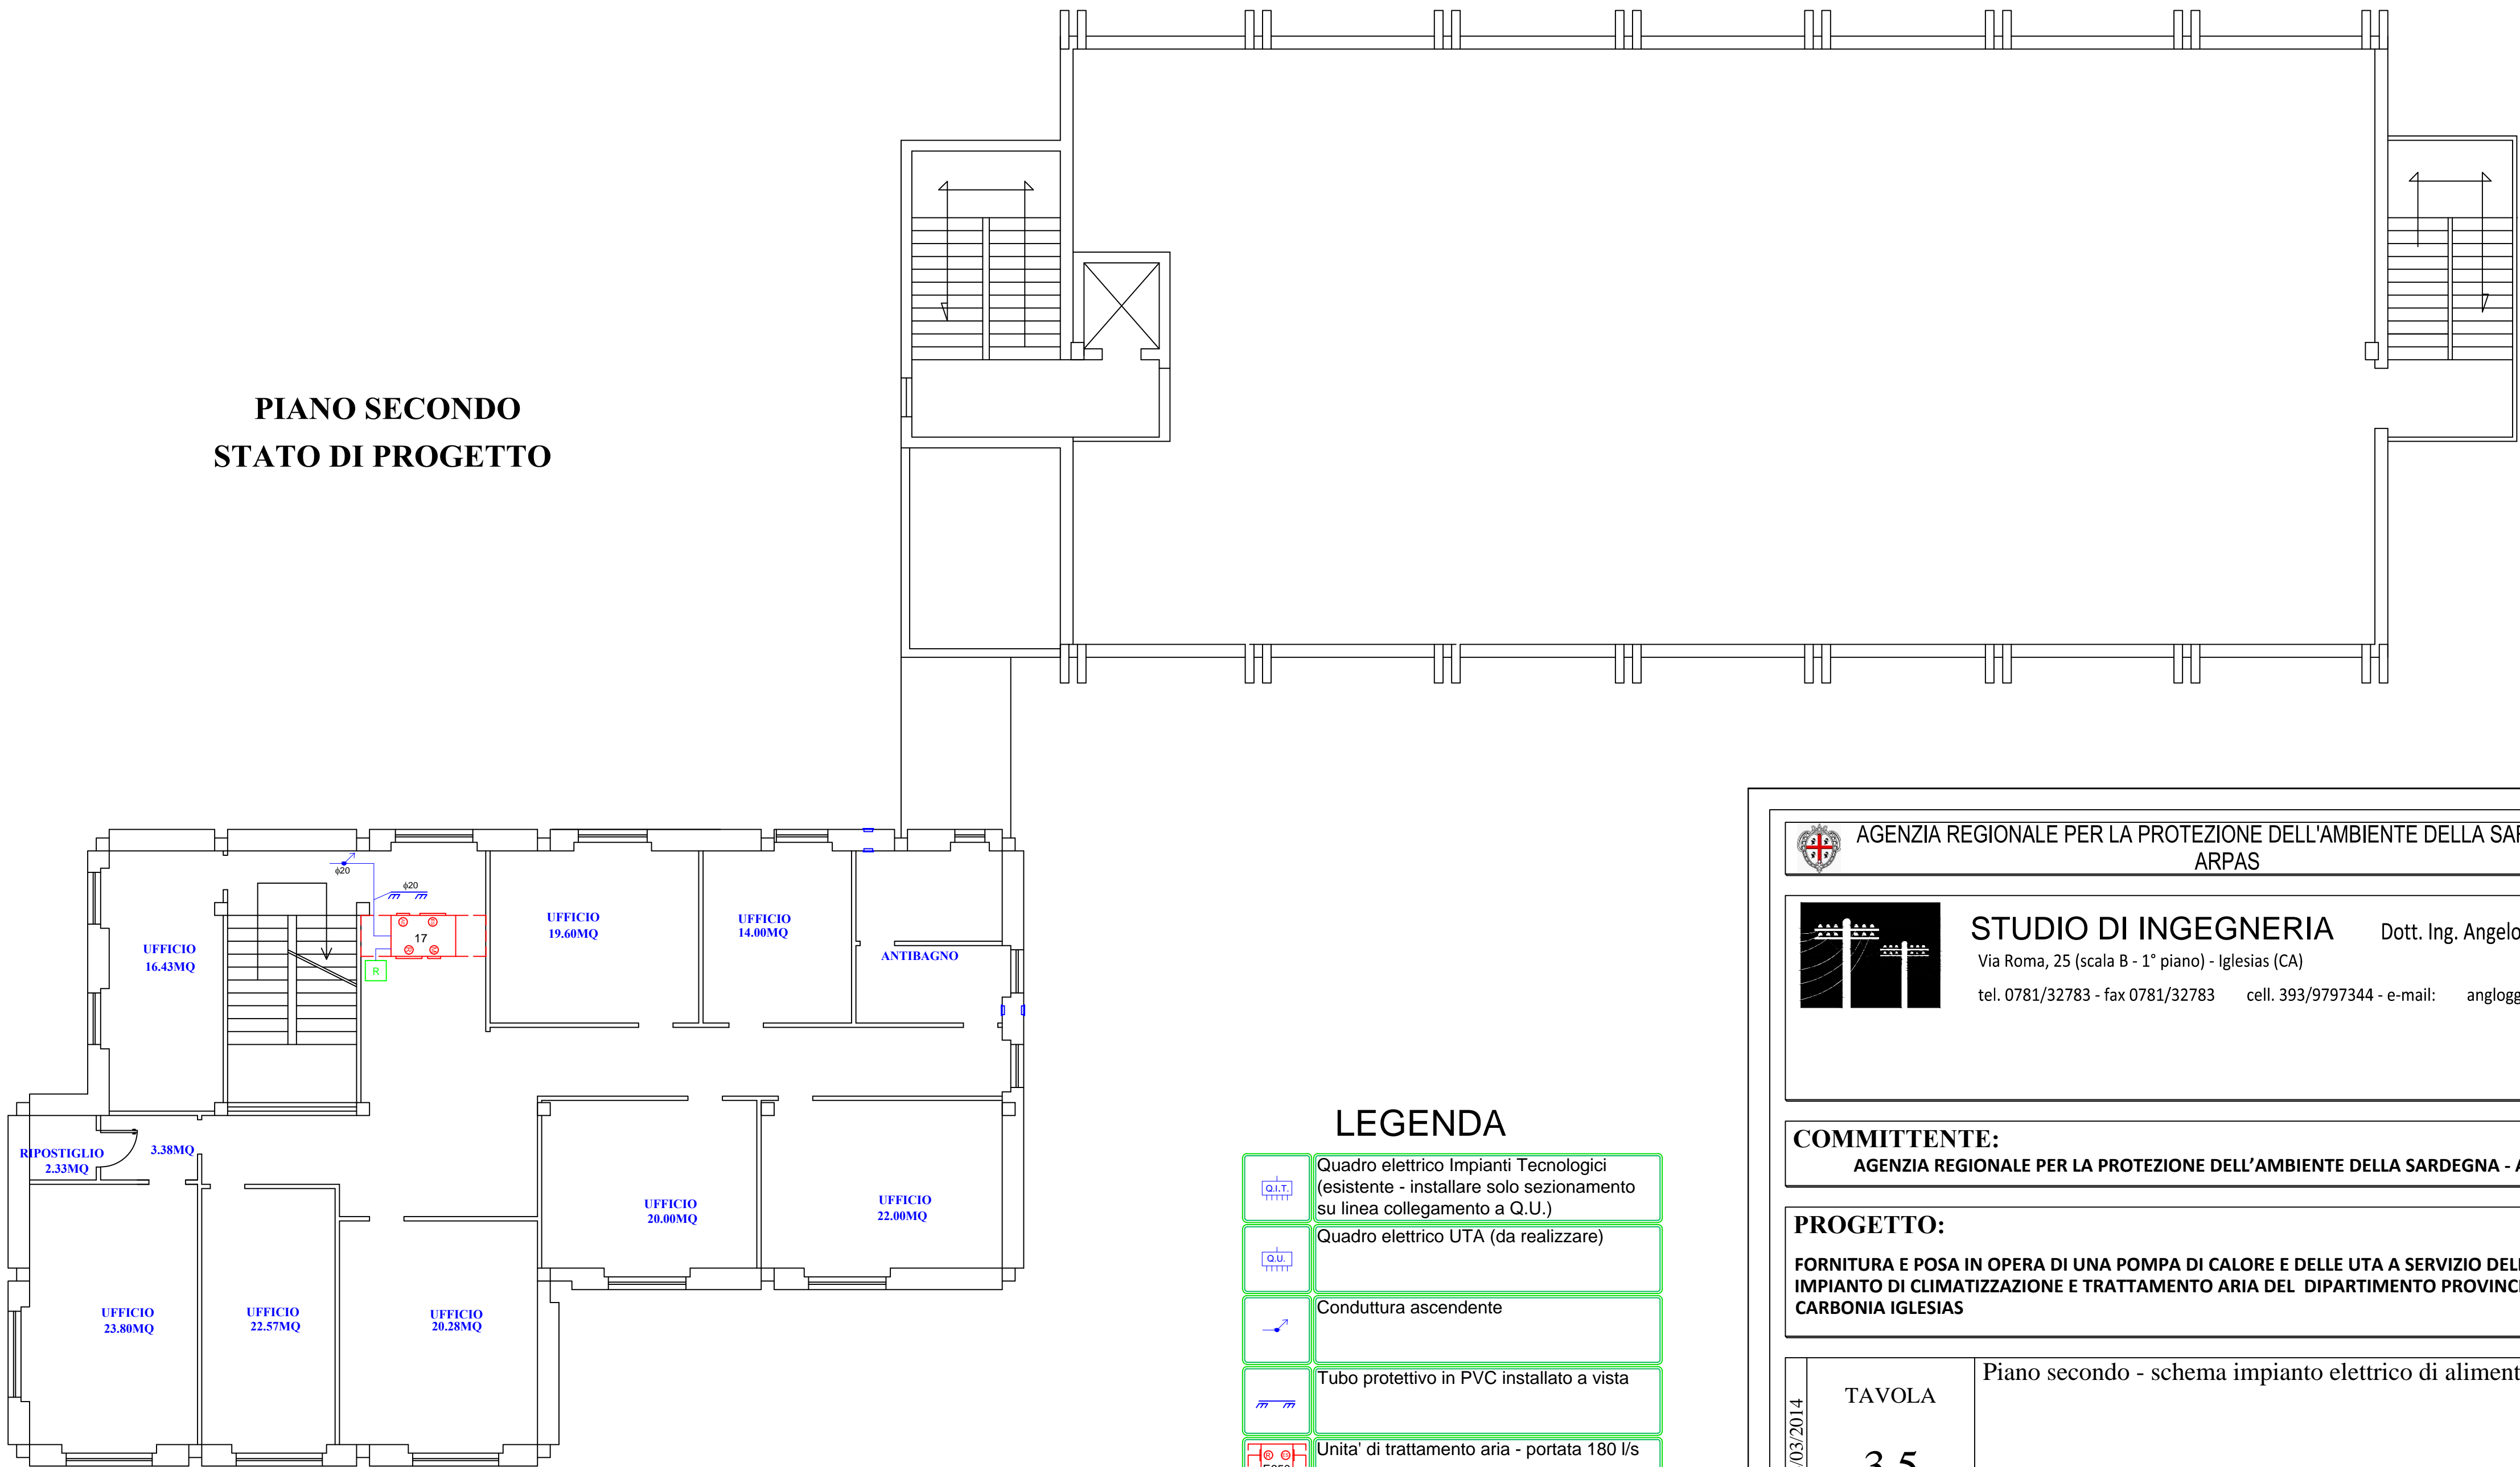 PIANO SECONDO
STATO DI PROGETTO
ϕ20
ϕ20
17
R
UFFICIO
16.43MQ
UFFICIO
19.60MQ
UFFICIO
14.00MQ
ANTIBAGNO
RIPOSTIGLIO
2.33MQ
3.38MQ
UFFICIO
20.00MQ
UFFICIO
22.00MQ
UFFICIO
23.80MQ
UFFICIO
22.57MQ
UFFICIO
20.28MQ
LEGENDA
Q.I.T.
Quadro elettrico Impianti Tecnologici
(esistente - installare solo sezionamento
su linea collegamento a Q.U.)
Q.U.
Quadro elettrico UTA (da realizzare)
Conduttura ascendente
Tubo protettivo in PVC installato a vista
R
Unita' di trattamento aria - portata 180 l/s
AGENZIA REGIONALE PER LA PROTEZIONE DELL'AMBIENTE DELLA SAR
ARPAS
STUDIO DI INGEGNERIA Dott. Ing. Angelo
Via Roma, 25 (scala B - 1° piano) - Iglesias (CA)
tel. 0781/32783 - fax 0781/32783 cell. 393/9797344 - e-mail: anglogg
COMMITTENTE:
AGENZIA REGIONALE PER LA PROTEZIONE DELL’AMBIENTE DELLA SARDEGNA - A
PROGETTO:
FORNITURA E POSA IN OPERA DI UNA POMPA DI CALORE E DELLE UTA A SERVIZIO DELL
IMPIANTO DI CLIMATIZZAZIONE E TRATTAMENTO ARIA DEL DIPARTIMENTO PROVINCI
CARBONIA IGLESIAS
/03/2014
TAVOLA
3.5
Piano secondo - schema impianto elettrico di aliment